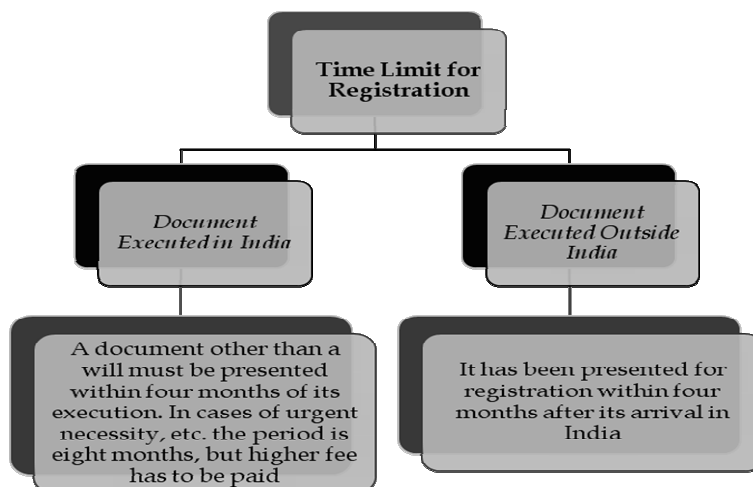 Time Limit for
Registration
Document
Executed in India
Document
Executed Outside
India
A document other than a
will must be presented
within four months of its
execution. In cases of urgent
necessity, etc. the period is
eight months, but higher fee
has to be paid
It has been presented for
registration within four
months after its arrival in
India